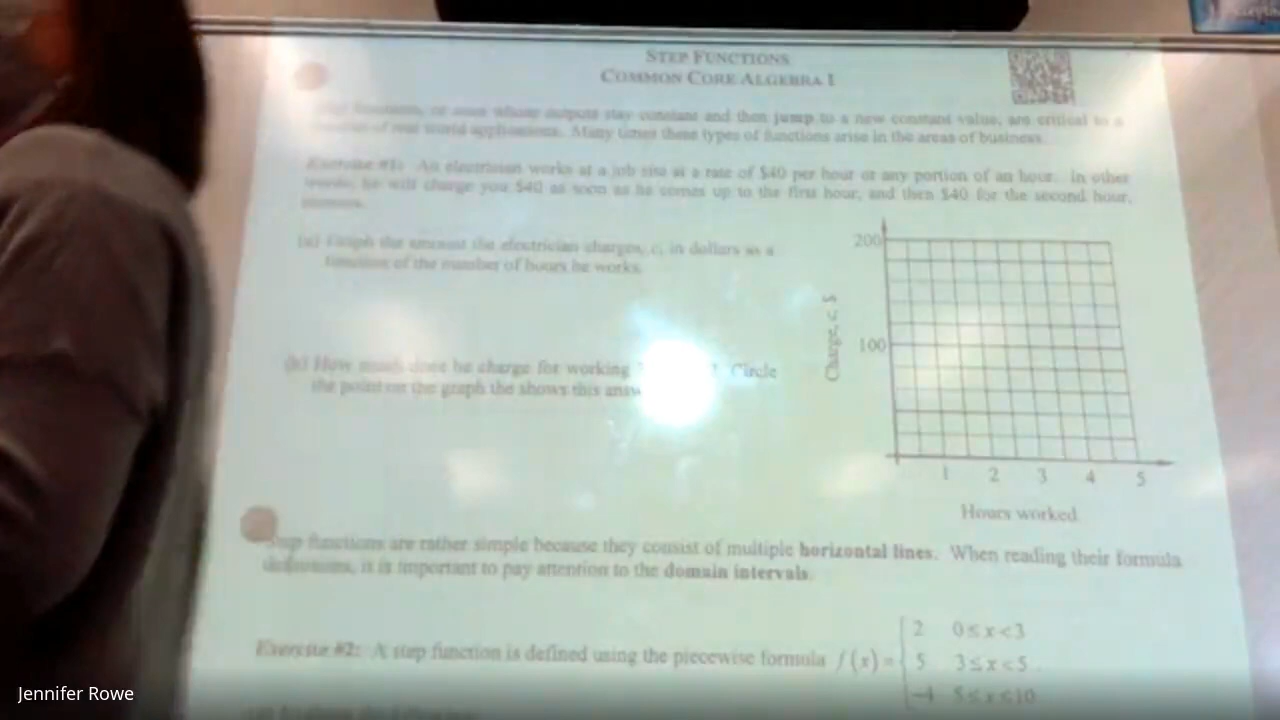 STEP FUNCTIONS
COMMON CORE ALGEBRA I
functions, or ones whose outputs stay constant and then jump to a new constant value, are critical to a
of real world applications. Many times these types of functions arise in the areas of business.
Exercise #1: An electrician works at a job site at a rate of $40 per hour or any portion of an hour. In other
words, he will charge you $40 as soon as he comes up to the first hour, and then $40 for the second hour,
(a) Graph the amount the electrician charges, c, in dollars as a
function of the number of hours he works.
200
Charge, c, $
100
(b) How much does he charge for working Circle
the point on the graph the shows this
1 2 3 4 5
Hours worked
Step functions are rather simple because they consist of multiple horizontal lines. When reading their formula
definitions, it is important to pay attention to the domain intervals.
2 0≤x<3
Exercise #2: A step function is defined using the piecewise formula f(x)= 5 3≤x<5
-4 5≤x≤10
Jennifer Rowe